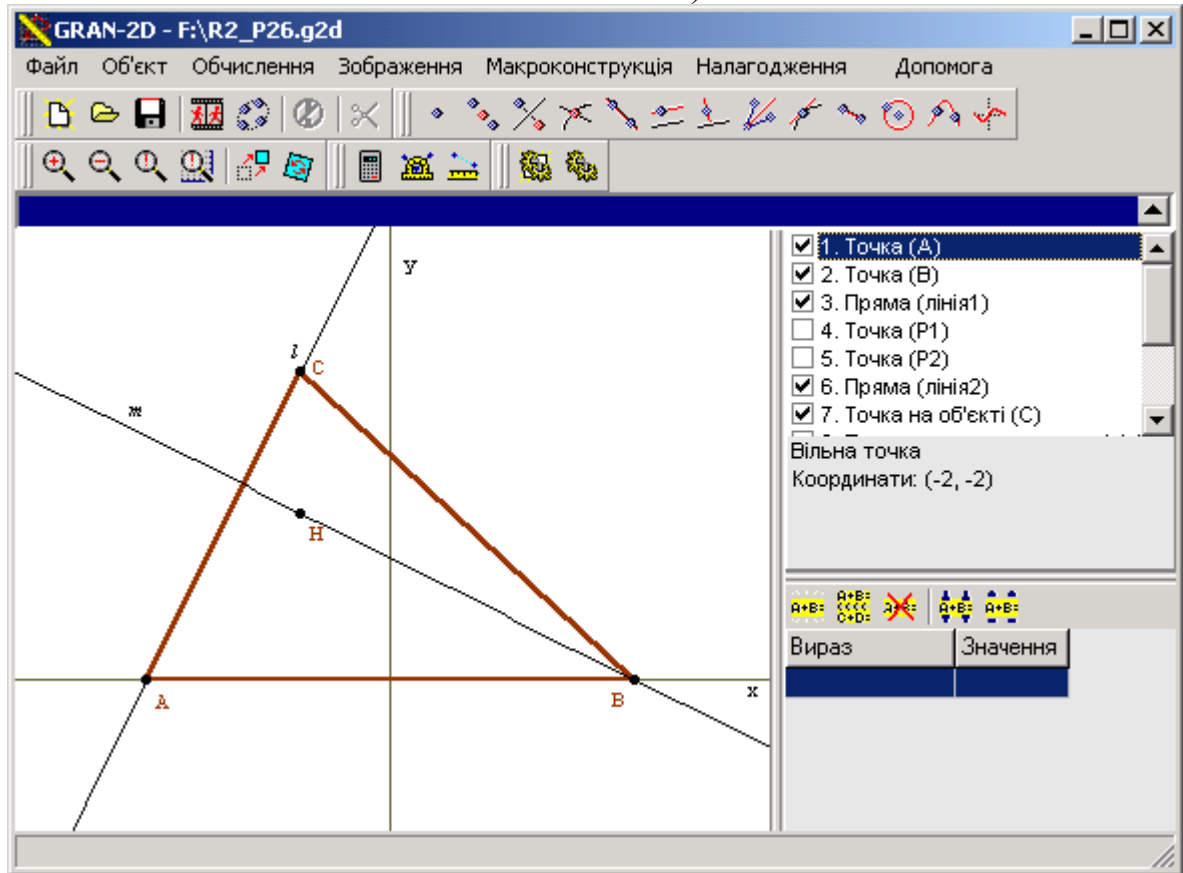 GRAN-2D - F:\R2_P26.g2d
Файл Об'єкт Обчислення Зображення Макроконструкція Налагодження Допомога
1. Точка (A)
2. Точка (B)
3. Пряма (лінія1)
4. Точка (P1)
5. Точка (P2)
6. Пряма (лінія2)
7. Точка на об'єкті (C)
Вільна точка
Координати: (-2, -2)
y
l
C
m
H
A
B
x
A+B=
A+B=
C+D=
A+B=
A+B=
A+B=
Вираз Значення